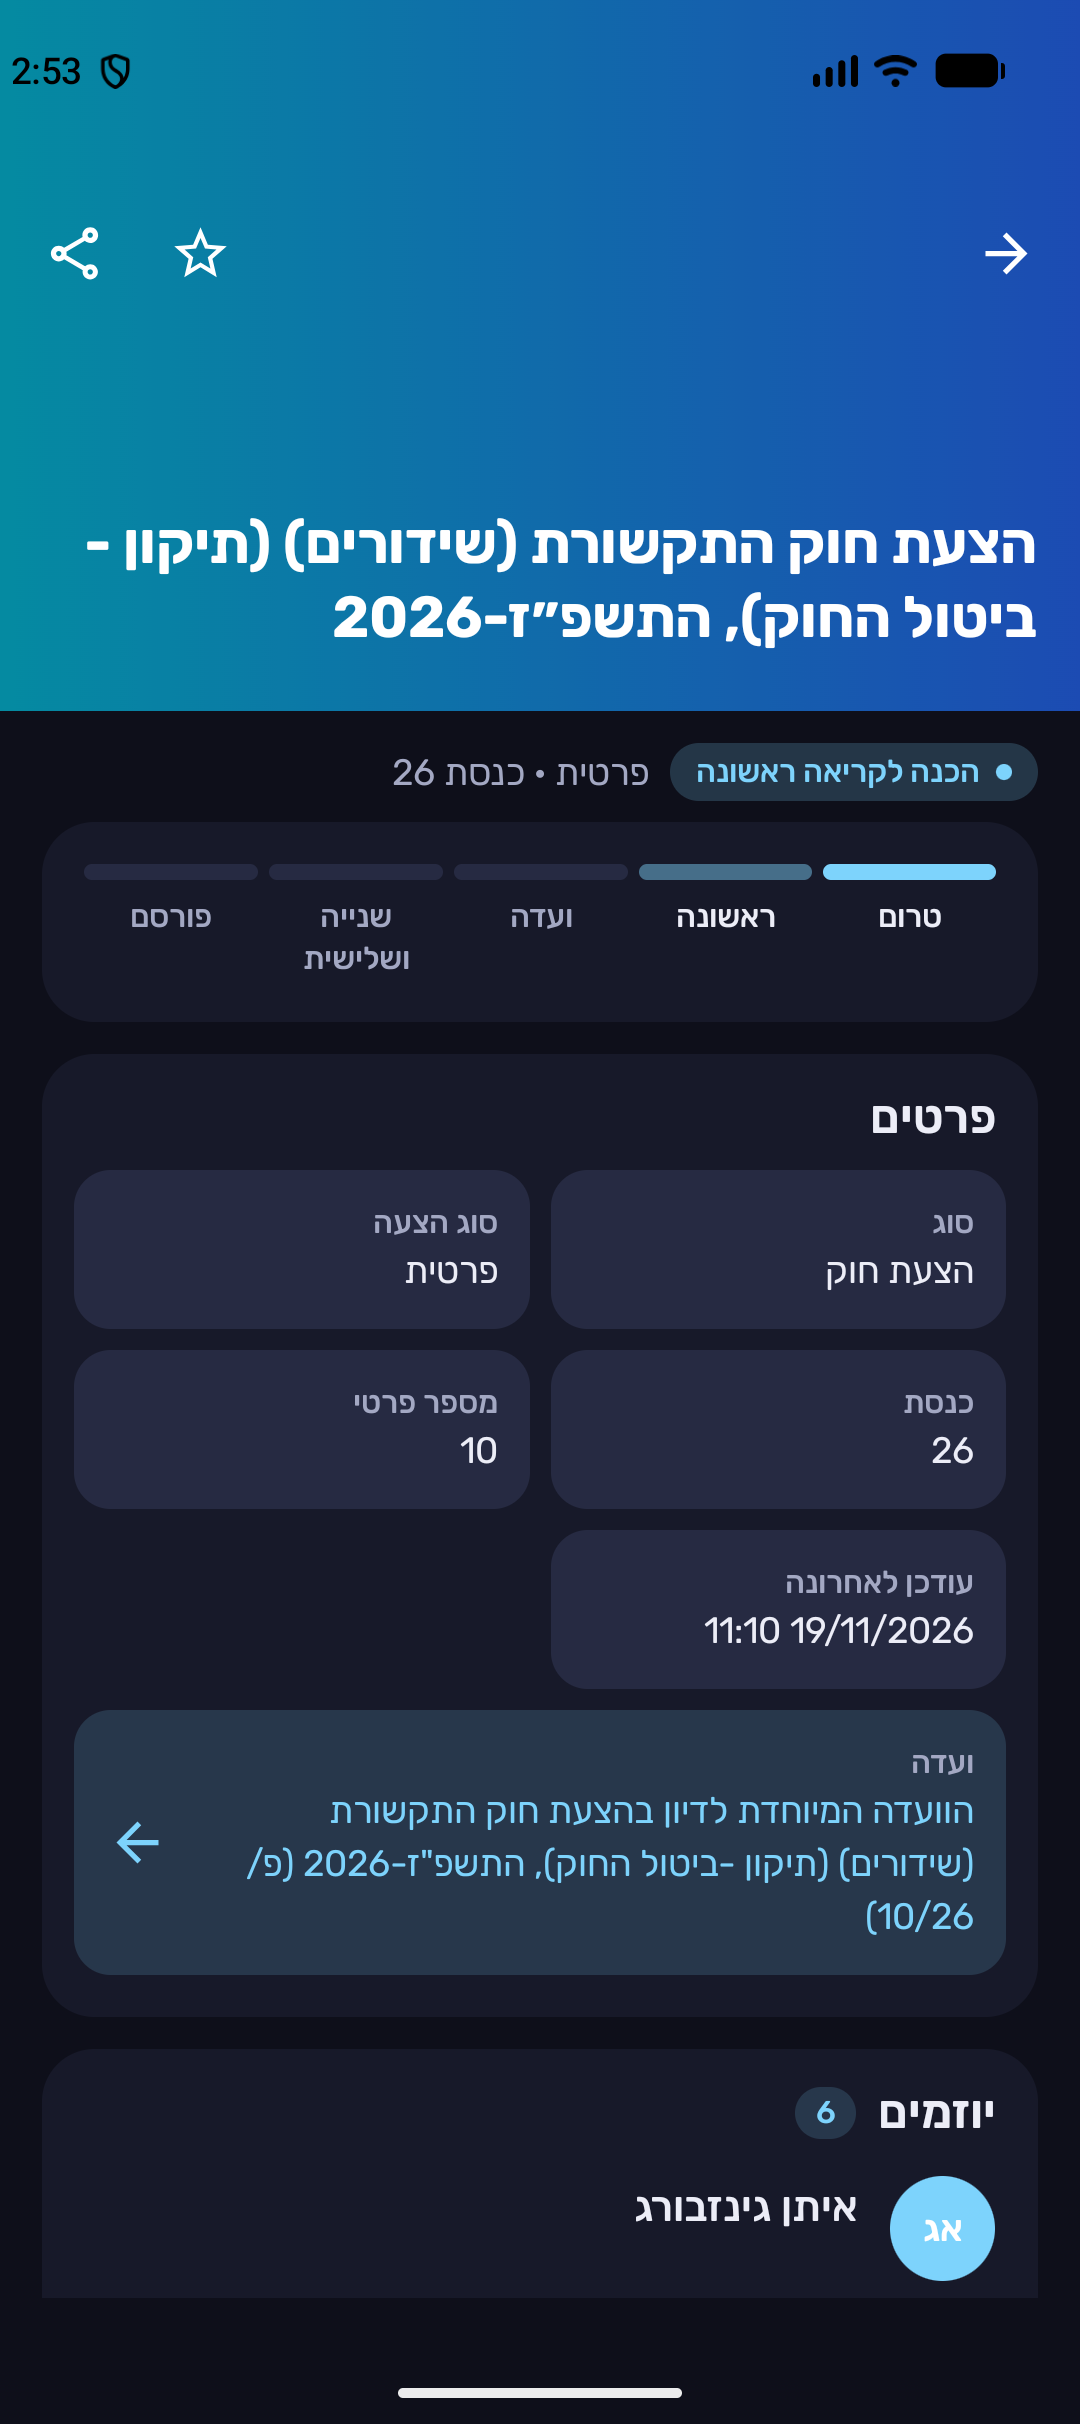 2:53
הצעת חוק התקשורת (שידורים) (תיקון -
ביטול החוק), התשפ״ז-2026
הכנה לקריאה ראשונה
פרטית • כנסת 26
טרום
ראשונה
ועדה
שנייה
ושלישית
פורסם
פרטים
סוג
הצעת חוק
סוג הצעה
פרטית
כנסת
26
מספר פרטי
10
עודכן לאחרונה
19/11/2026 11:10
ועדה
הוועדה המיוחדת לדיון בהצעת חוק התקשורת
(שידורים) (תיקון -ביטול החוק), התשפ"ז-2026 (פ/
10/26)
יוזמים
6
אג
איתן גינזבורג